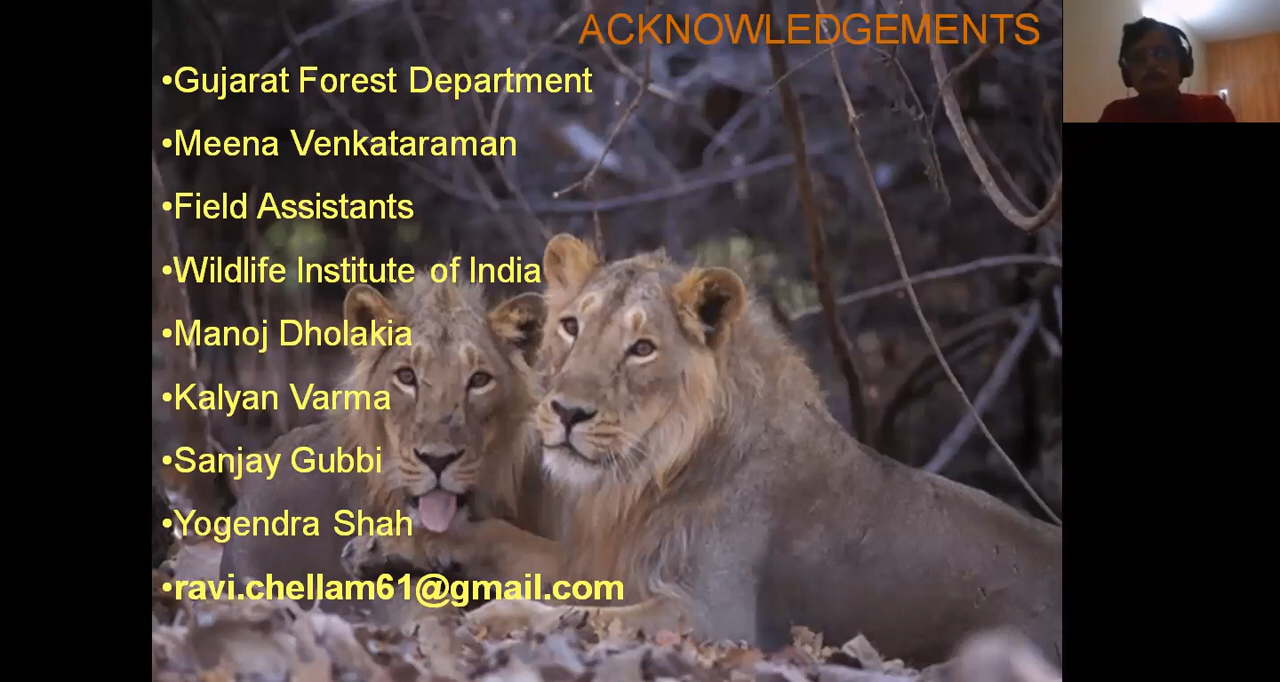 ACKNOWLEDGEMENTS
•Gujarat Forest Department
•Meena Venkataraman
•Field Assistants
•Wildlife Institute of India
•Manoj Dholakia
•Kalyan Varma
•Sanjay Gubbi
•Yogendra Shah
•ravi.chellam61@gmail.com